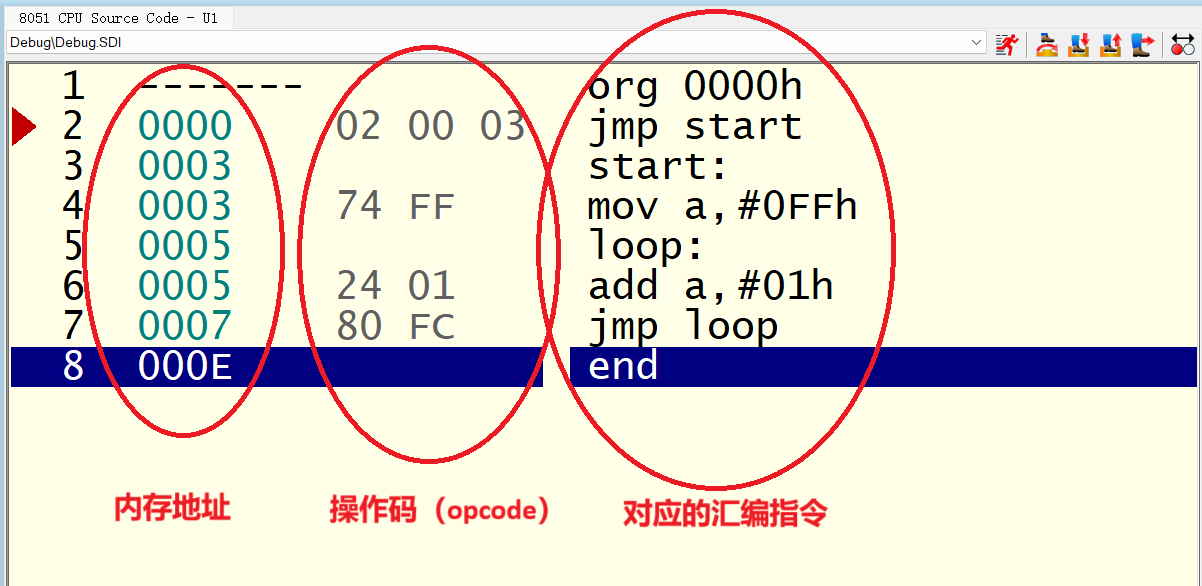 8051 CPU Source Code - U1
Debug\Debug.SDI
1 ------- org 0000h
2 0000 02 00 03 jmp start
3 0003 start:
4 0003 74 FF mov a,#0FFh
5 0005 loop:
6 0005 24 01 add a,#01h
7 0007 80 FC jmp loop
8 000E end
内存地址 操作码（opcode） 对应的汇编指令